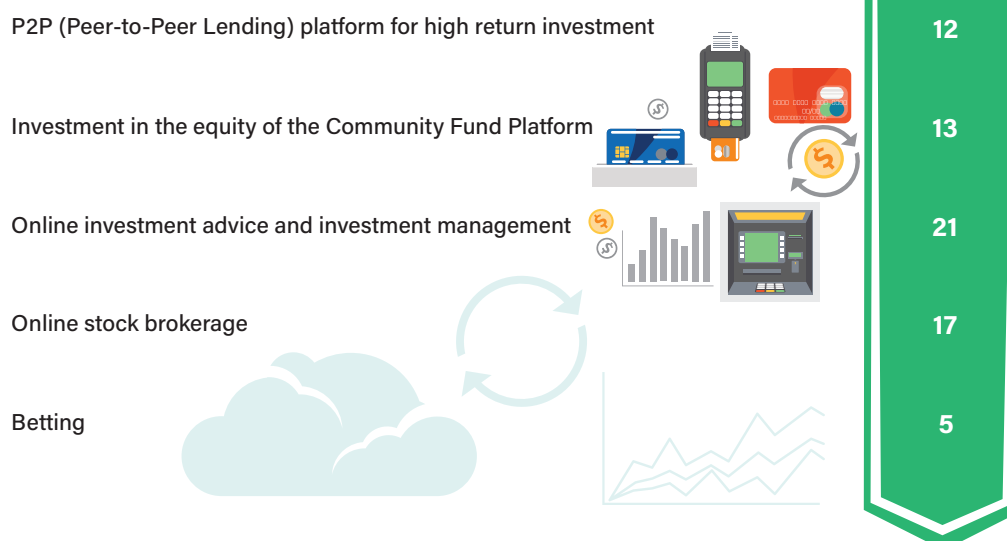 P2P (Peer-to-Peer Lending) platform for high return investment 12
Investment in the equity of the Community Fund Platform 13
Online investment advice and investment management 21
Online stock brokerage 17
Betting 5